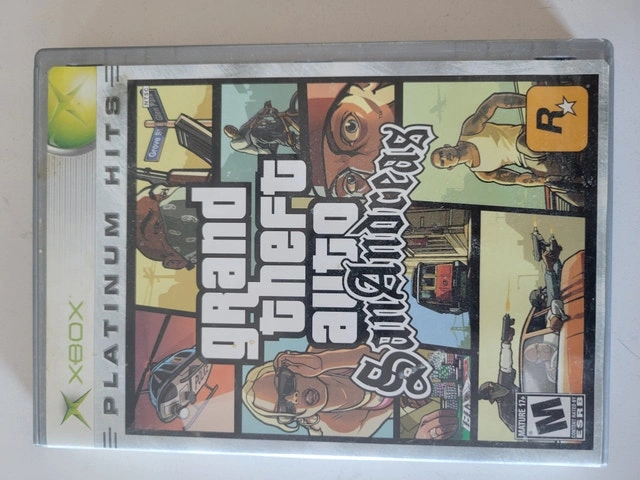 XBOX
PLATINUM HITS
Grove St
grand
theft
auto
San Andreas
R
MATURE 17+
M
ESRB